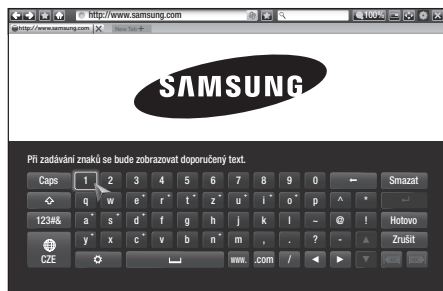 http://www.samsung.com 100%
http://www.samsung.com New Tab
SAMSUNG
Při zadávání znaků se bude zobrazovat doporučený text.
Caps 1 2 3 4 5 6 7 8 9 0 Smazat
q w e r t z u i o p ^ *
123#& a s d f g h j k l ~ @ ! Hotovo
CZE y x c v b n m , . ? - Zrušit
www. .com /